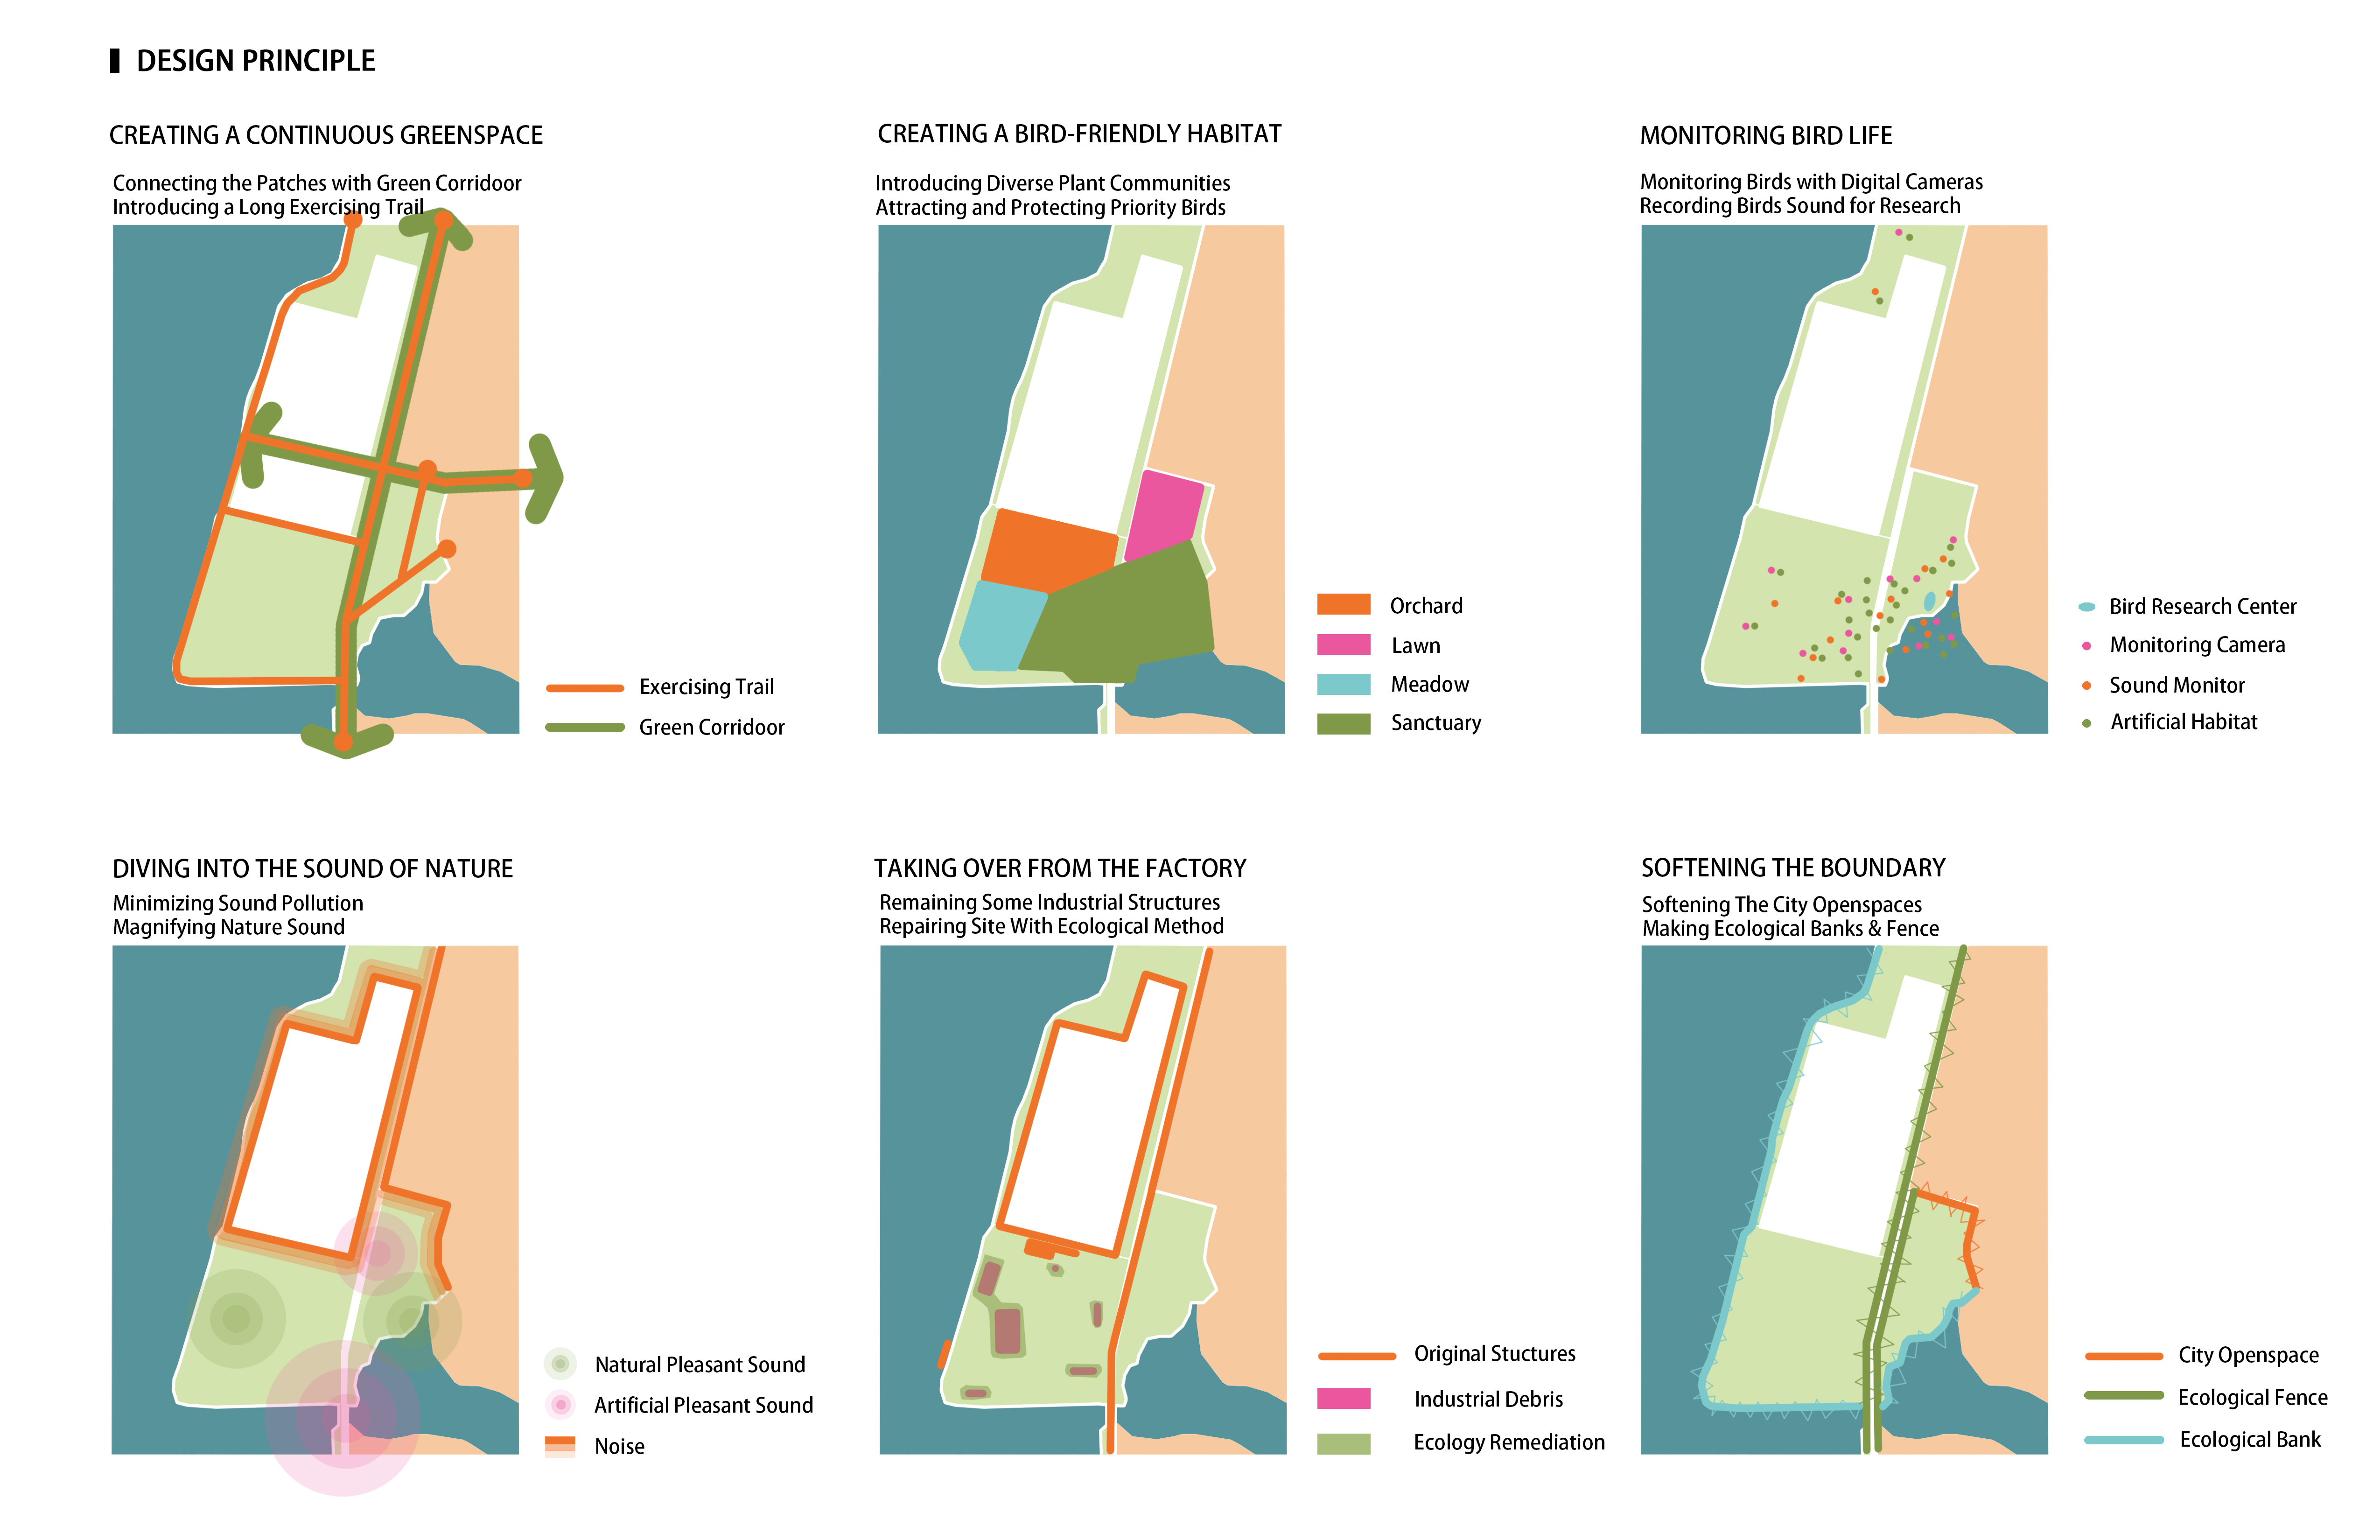 DESIGN PRINCIPLE
CREATING A CONTINUOUS GREENSPACE
Connecting the Patches with Green Corridoor
Introducing a Long Exercising Trail
Exercising Trail
Green Corridoor
CREATING A BIRD-FRIENDLY HABITAT
Introducing Diverse Plant Communities
Attracting and Protecting Priority Birds
Orchard
Lawn
Meadow
Sanctuary
MONITORING BIRD LIFE
Monitoring Birds with Digital Cameras
Recording Birds Sound for Research
Bird Research Center
Monitoring Camera
Sound Monitor
Artificial Habitat
DIVING INTO THE SOUND OF NATURE
Minimizing Sound Pollution
Magnifying Nature Sound
Natural Pleasant Sound
Artificial Pleasant Sound
Noise
TAKING OVER FROM THE FACTORY
Remaining Some Industrial Structures
Repairing Site With Ecological Method
Original Stuctures
Industrial Debris
Ecology Remediation
SOFTENING THE BOUNDARY
Softening The City Openspaces
Making Ecological Banks & Fence
City Openspace
Ecological Fence
Ecological Bank